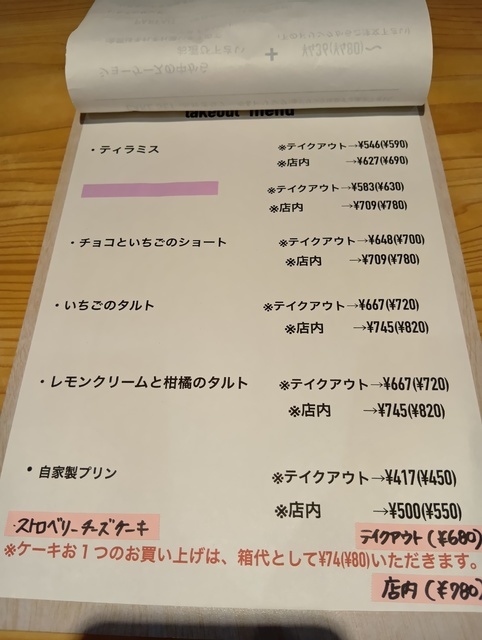 takeout menu
・ティラミス ※テイクアウト→¥546(¥590)
※店内 →¥627(¥690)
※テイクアウト→¥583(¥630)
※店内 →¥709(¥780)
・チョコといちごのショート ※テイクアウト→¥648(¥700)
※店内 →¥709(¥780)
・いちごのタルト ※テイクアウト→¥667(¥720)
※店内 →¥745(¥820)
・レモンクリームと柑橘のタルト ※テイクアウト→¥667(¥720)
※店内 →¥745(¥820)
・自家製プリン ※テイクアウト→¥417(¥450)
※店内 →¥500(¥550)
・ストロベリーチーズケーキ テイクアウト(¥680)
※ケーキお1つのお買い上げは、箱代として¥74(¥80)いただきます。
店内(¥780)